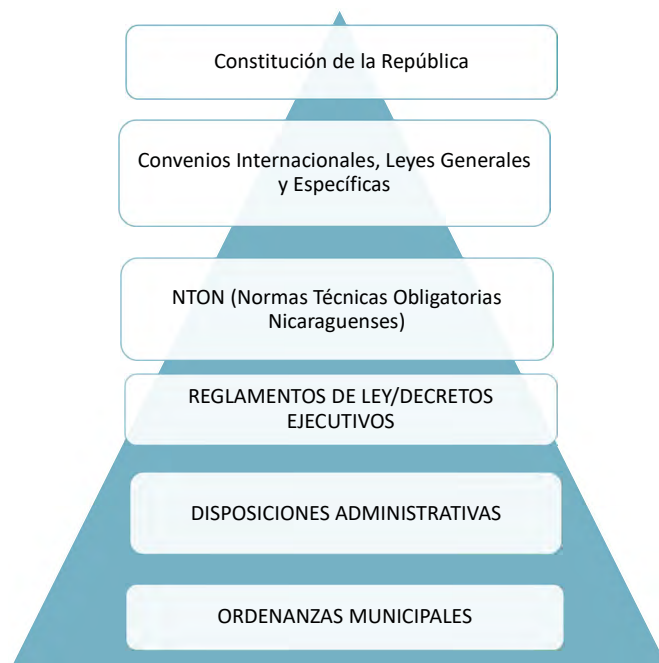 Constitución de la República
Convenios Internacionales, Leyes Generales
y Específicas
NTON (Normas Técnicas Obligatorias
Nicaraguenses)
REGLAMENTOS DE LEY/DECRETOS
EJECUTIVOS
DISPOSICIONES ADMINISTRATIVAS
ORDENANZAS MUNICIPALES